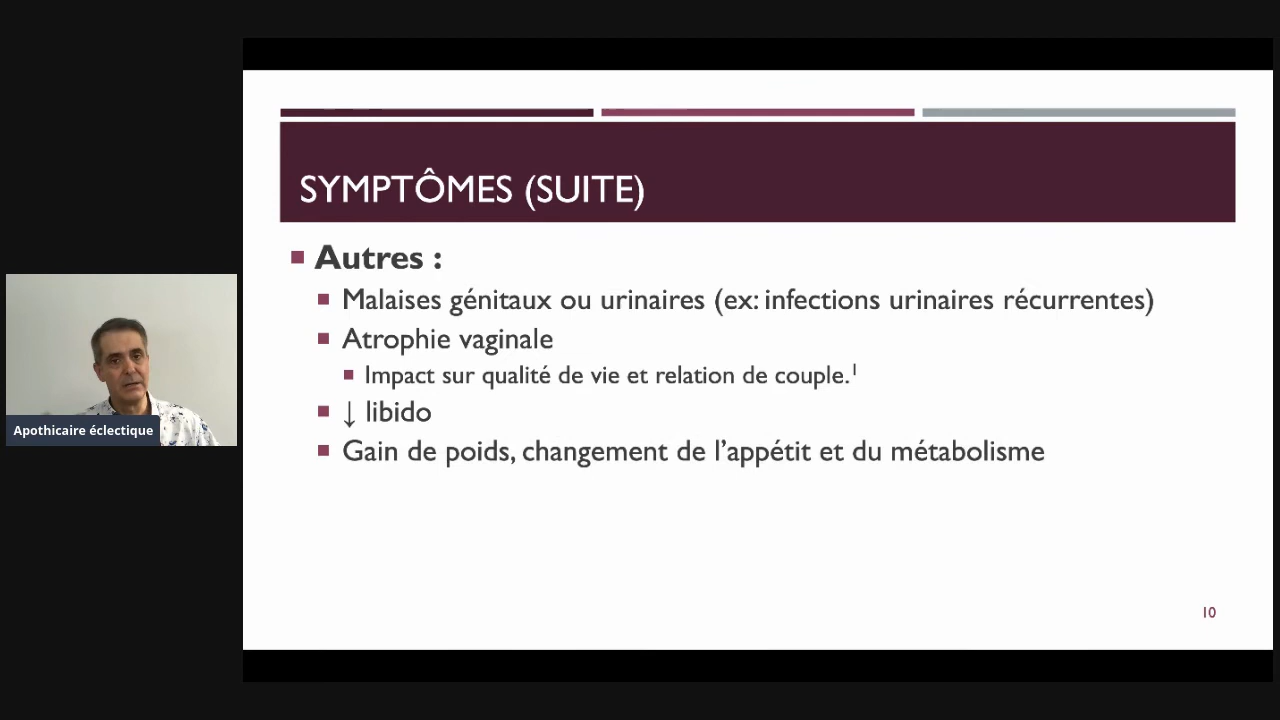 SYMPTÔMES (SUITE)
Autres :
Malaises génitaux ou urinaires (ex: infections urinaires récurrentes)
Atrophie vaginale
Impact sur qualité de vie et relation de couple.¹
↓ libido
Gain de poids, changement de l'appétit et du métabolisme
10
Apothicaire éclectique